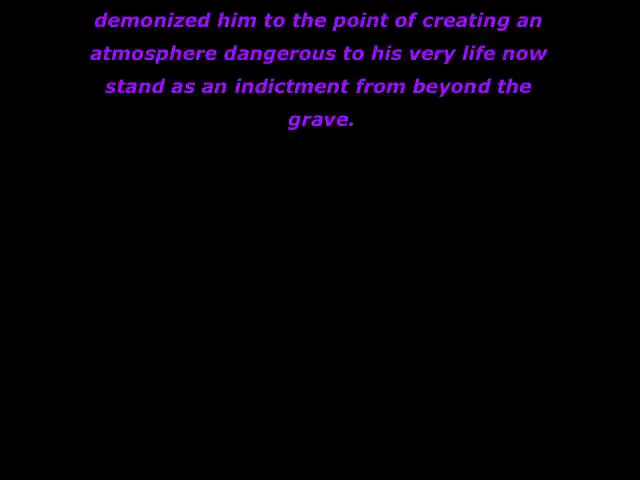 demonized him to the point of creating an
atmosphere dangerous to his very life now
stand as an indictment from beyond the
grave.